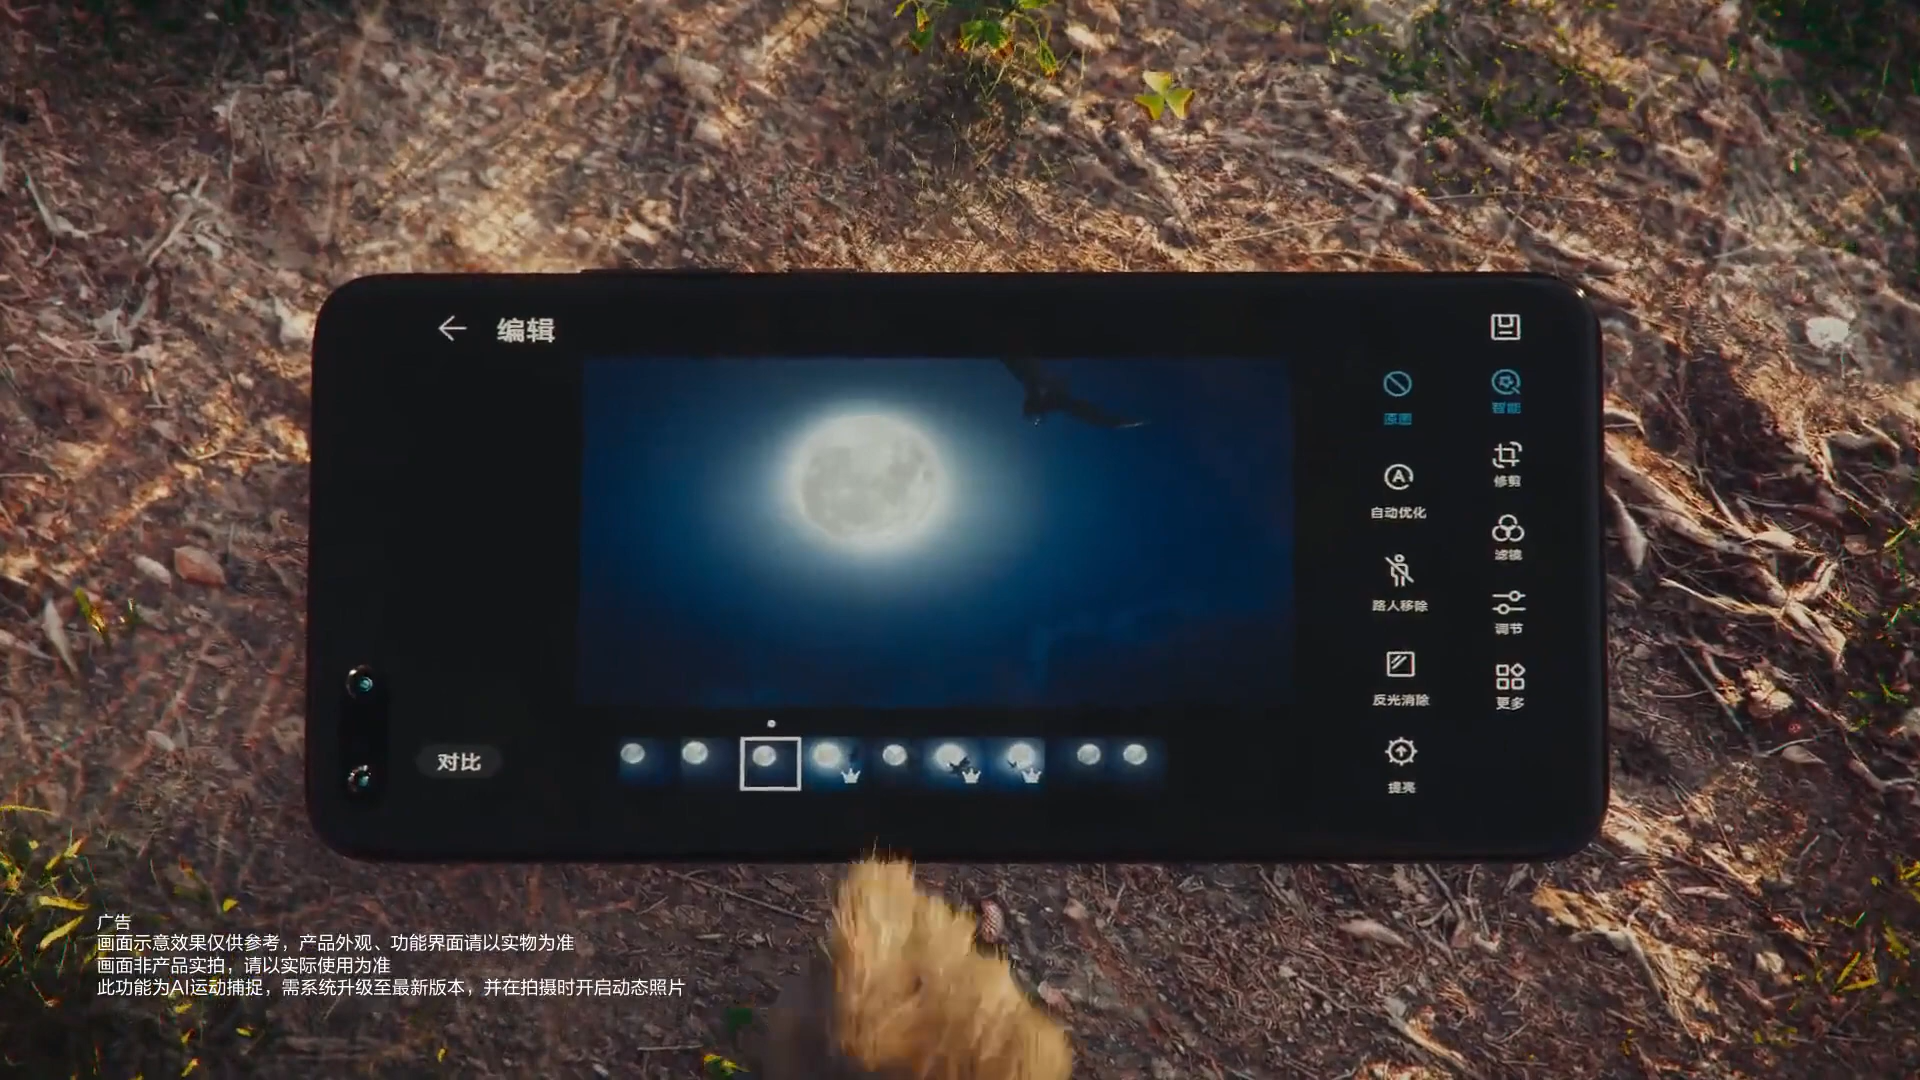 编辑
原图
智能
自动优化
修剪
路人移除
滤镜
反光消除
调节
提亮
更多
对比
广告
画面示意效果仅供参考，产品外观、功能界面请以实物为准
画面非产品实拍，请以实际使用为准
此功能为AI运动捕捉，需系统升级至最新版本，并在拍摄时开启动态照片